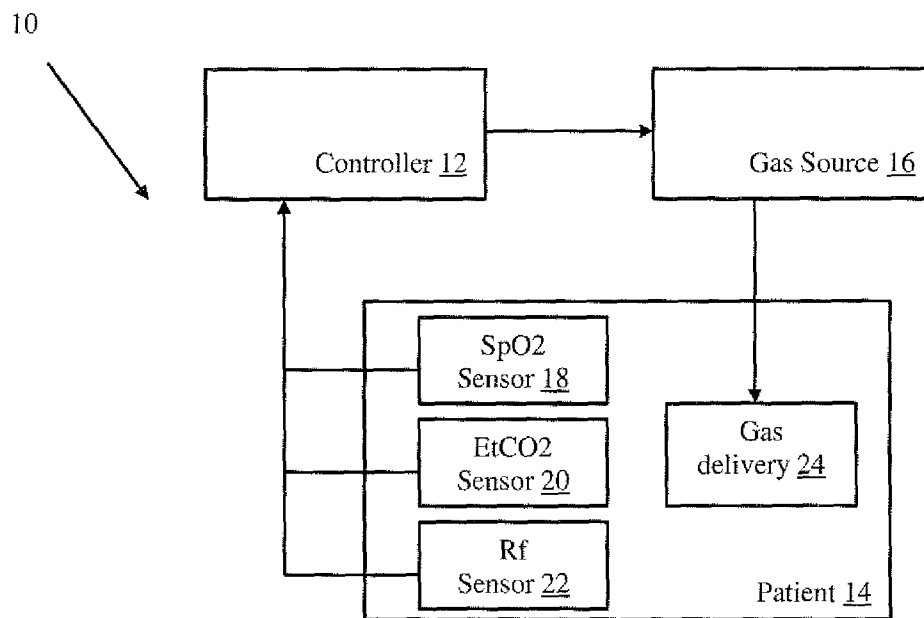 10
Controller 12
Gas Source 16
SpO2
Sensor 18
EtCO2
Sensor 20
Rf
Sensor 22
Gas
delivery 24
Patient 14